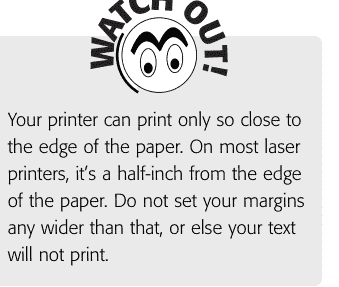 WATCH OUT!
Your printer can print only so close to
the edge of the paper. On most laser
printers, it's a half-inch from the edge
of the paper. Do not set your margins
any wider than that, or else your text
will not print.